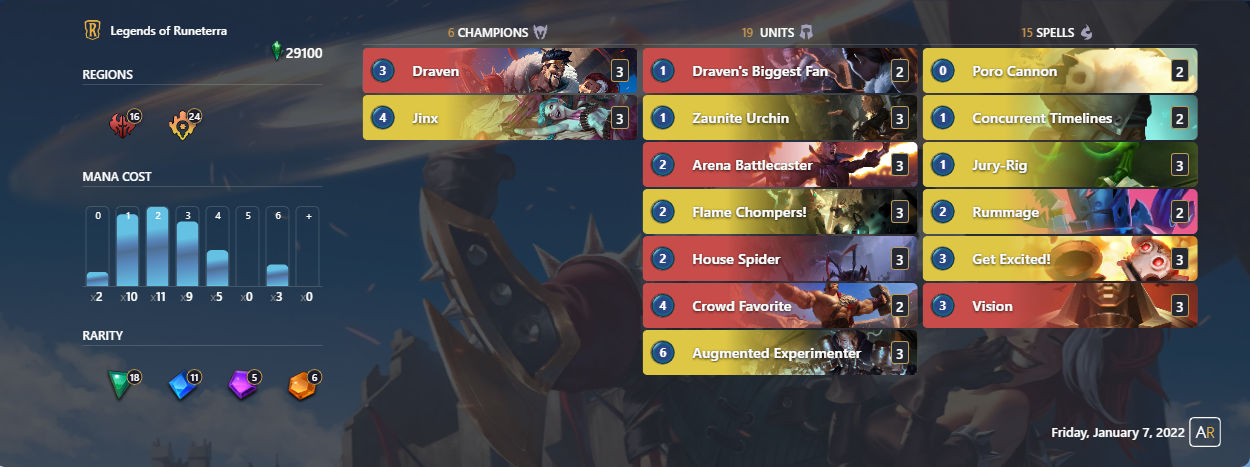 Legends of Runeterra
29100
REGIONS
16 24
MANA COST
0 1 2 3 4 5 6 +
x2 x10 x11 x9 x5 x0 x3 x0
RARITY
18 11 5 6
6 CHAMPIONS
3 Draven 3
4 Jinx 3
19 UNITS
1 Draven's Biggest Fan 2
1 Zaunite Urchin 3
2 Arena Battlecaster 3
2 Flame Chompers! 3
2 House Spider 3
4 Crowd Favorite 2
6 Augmented Experimenter 3
15 SPELLS
0 Poro Cannon 2
1 Concurrent Timelines 2
1 Jury-Rig 3
2 Rummage 2
3 Get Excited! 3
3 Vision 3
Friday, January 7, 2022 AR